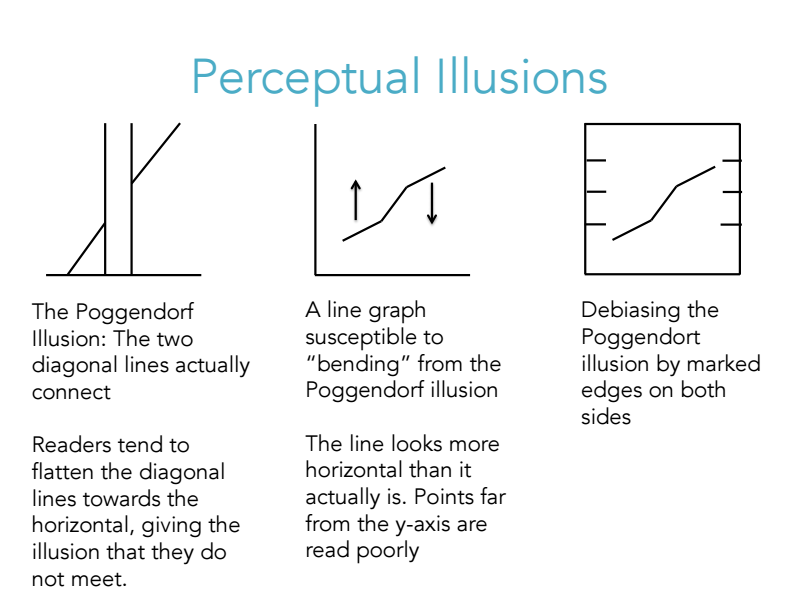 Perceptual Illusions
The Poggendorf
Illusion: The two
diagonal lines actually
connect
Readers tend to
flatten the diagonal
lines towards the
horizontal, giving the
illusion that they do
not meet.
A line graph
susceptible to
“bending” from the
Poggendorf illusion
The line looks more
horizontal than it
actually is. Points far
from the y-axis are
read poorly
Debiasing the
Poggendort
illusion by marked
edges on both
sides